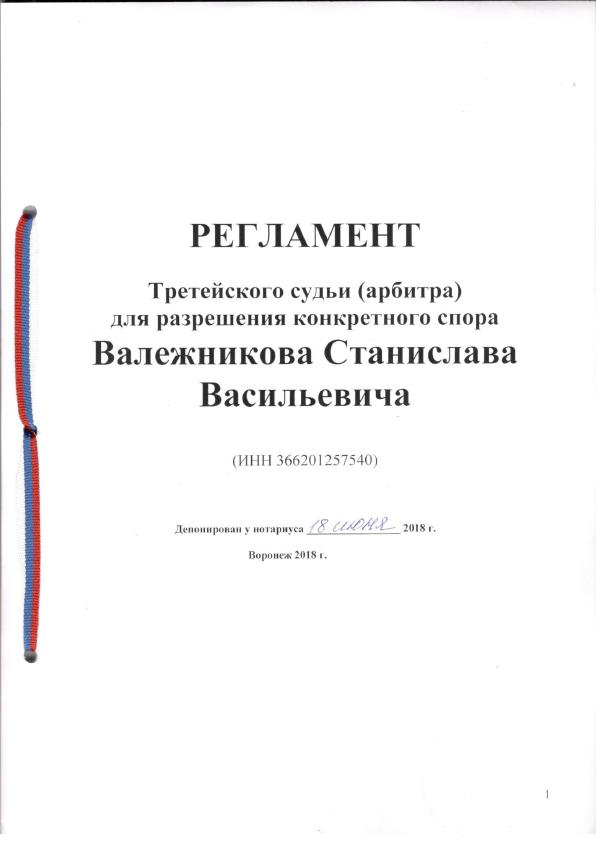 РЕГЛАМЕНТ
Третейского судьи (арбитра)
для разрешения конкретного спора
Валежникова Станислава
Васильевича
(ИНН 366201257540)
Депонирован у нотариуса 18 июня 2018 г.
Воронеж 2018 г.
1